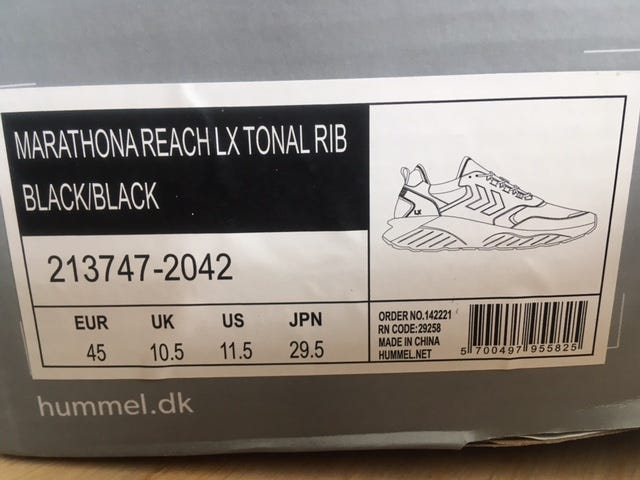 MARATHONA REACH LX TONAL RIB
BLACK/BLACK
213747-2042
EUR UK US JPN
45 10.5 11.5 29.5
LX
ORDER NO.142221
RN CODE:29258
MADE IN CHINA
HUMMEL.NET
5 700497 955825
hummel.dk